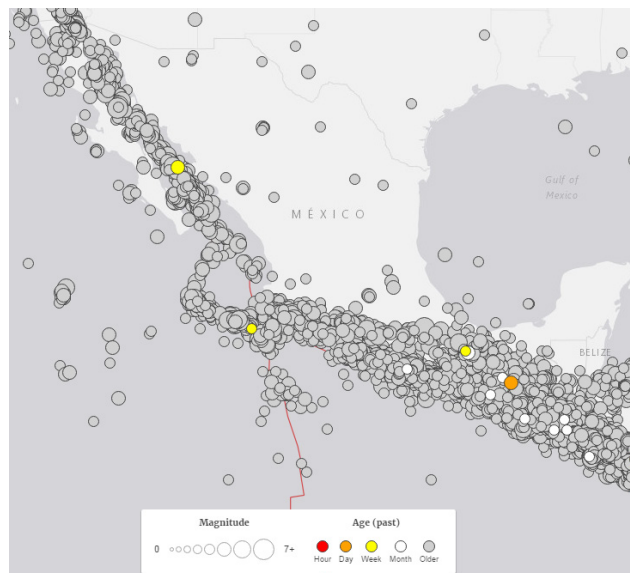 Gulf of
Mexico
MÉXICO
BELIZE
Magnitude
Age (past)
0
7+
Hour
Day
Week
Month
Older